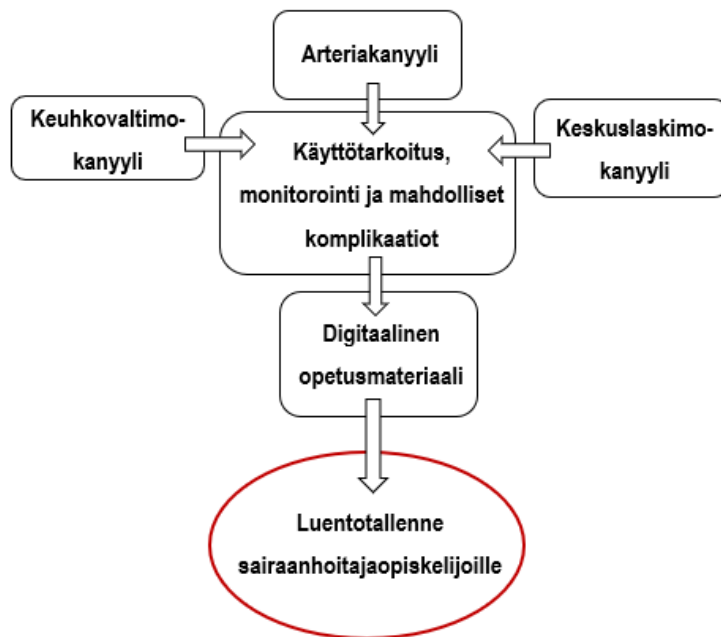 Arteriakanyyli
Keuhkovaltimo-
kanyyli
Keskuslaskimo-
kanyyli
Käyttötarkoitus,
monitorointi ja mahdolliset
komplikaatiot
Digitaalinen
opetusmateriaali
Luentotallenne
sairaanhoitajaopiskelijoille